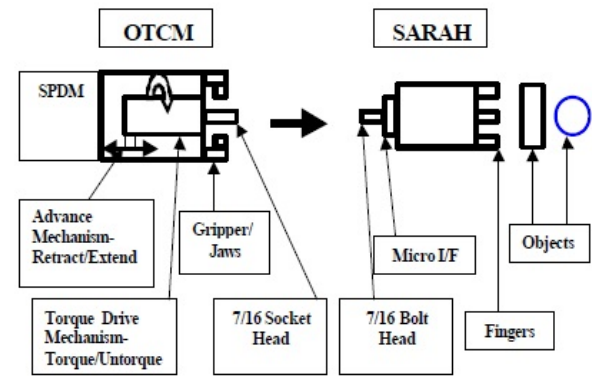 OTCM
SARAH
SPDM
Advance
Mechanism-
Retract/Extend
Gripper/
Jaws
Micro I/F
Objects
Torque Drive
Mechanism-
Torque/Untorque
7/16 Socket
Head
7/16 Bolt
Head
Fingers